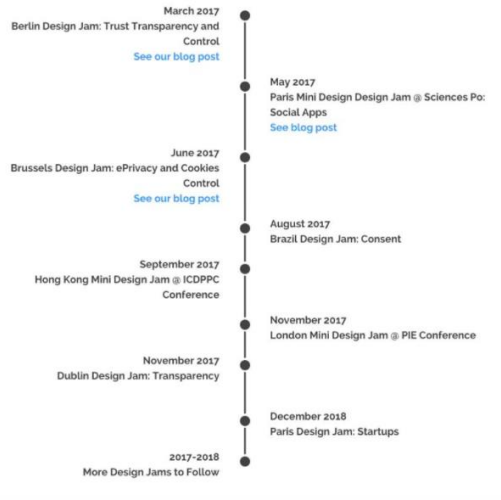 March 2017
Berlin Design Jam: Trust Transparency and
Control
See our blog post
May 2017
Paris Mini Design Design Jam @ Sciences Po:
Social Apps
See blog post
June 2017
Brussels Design Jam: ePrivacy and Cookies
Control
See our blog post
August 2017
Brazil Design Jam: Consent
September 2017
Hong Kong Mini Design Jam @ ICDPPC
Conference
November 2017
London Mini Design Jam @ PIE Conference
November 2017
Dublin Design Jam: Transparency
December 2018
Paris Design Jam: Startups
2017-2018
More Design Jams to Follow